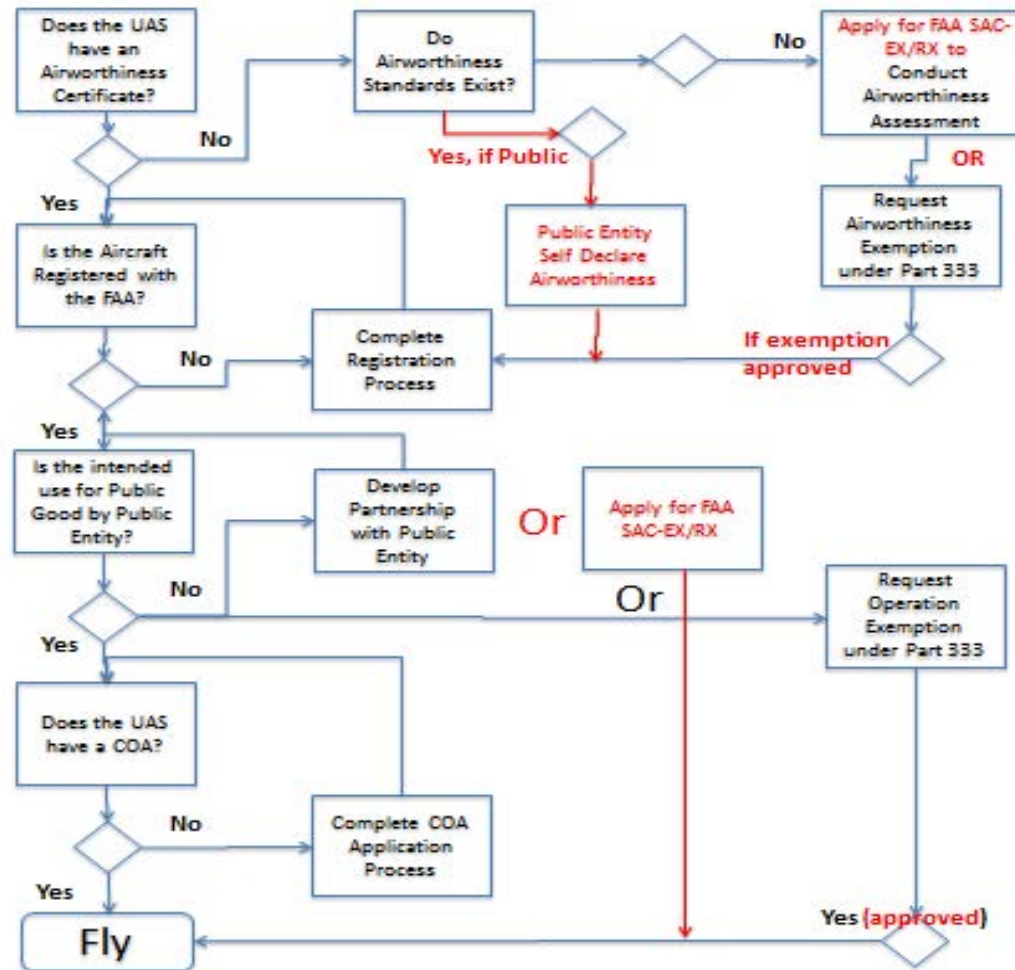 Does the UAS
have an
Airworthiness
Certificate?
Do
Airworthiness
Standards Exist?
No
Apply for FAA SAC-
EX/RX to
Conduct
Airworthiness
Assessment
No
Yes, if Public
OR
Yes
Is the Aircraft
Registered with
the FAA?
Public Entity
Self Declare
Airworthiness
Request
Airworthiness
Exemption
under Part 333
No
Complete
Registration
Process
If exemption
approved
Yes
Is the intended
use for Public
Good by Public
Entity?
Develop
Partnership
with Public
Entity
Or
Apply for FAA
SAC-EX/RX
No
Or
Request
Operation
Exemption
under Part 333
Yes
Does the UAS
have a COA?
No
Complete COA
Application
Process
Yes
Fly
Yes (approved)